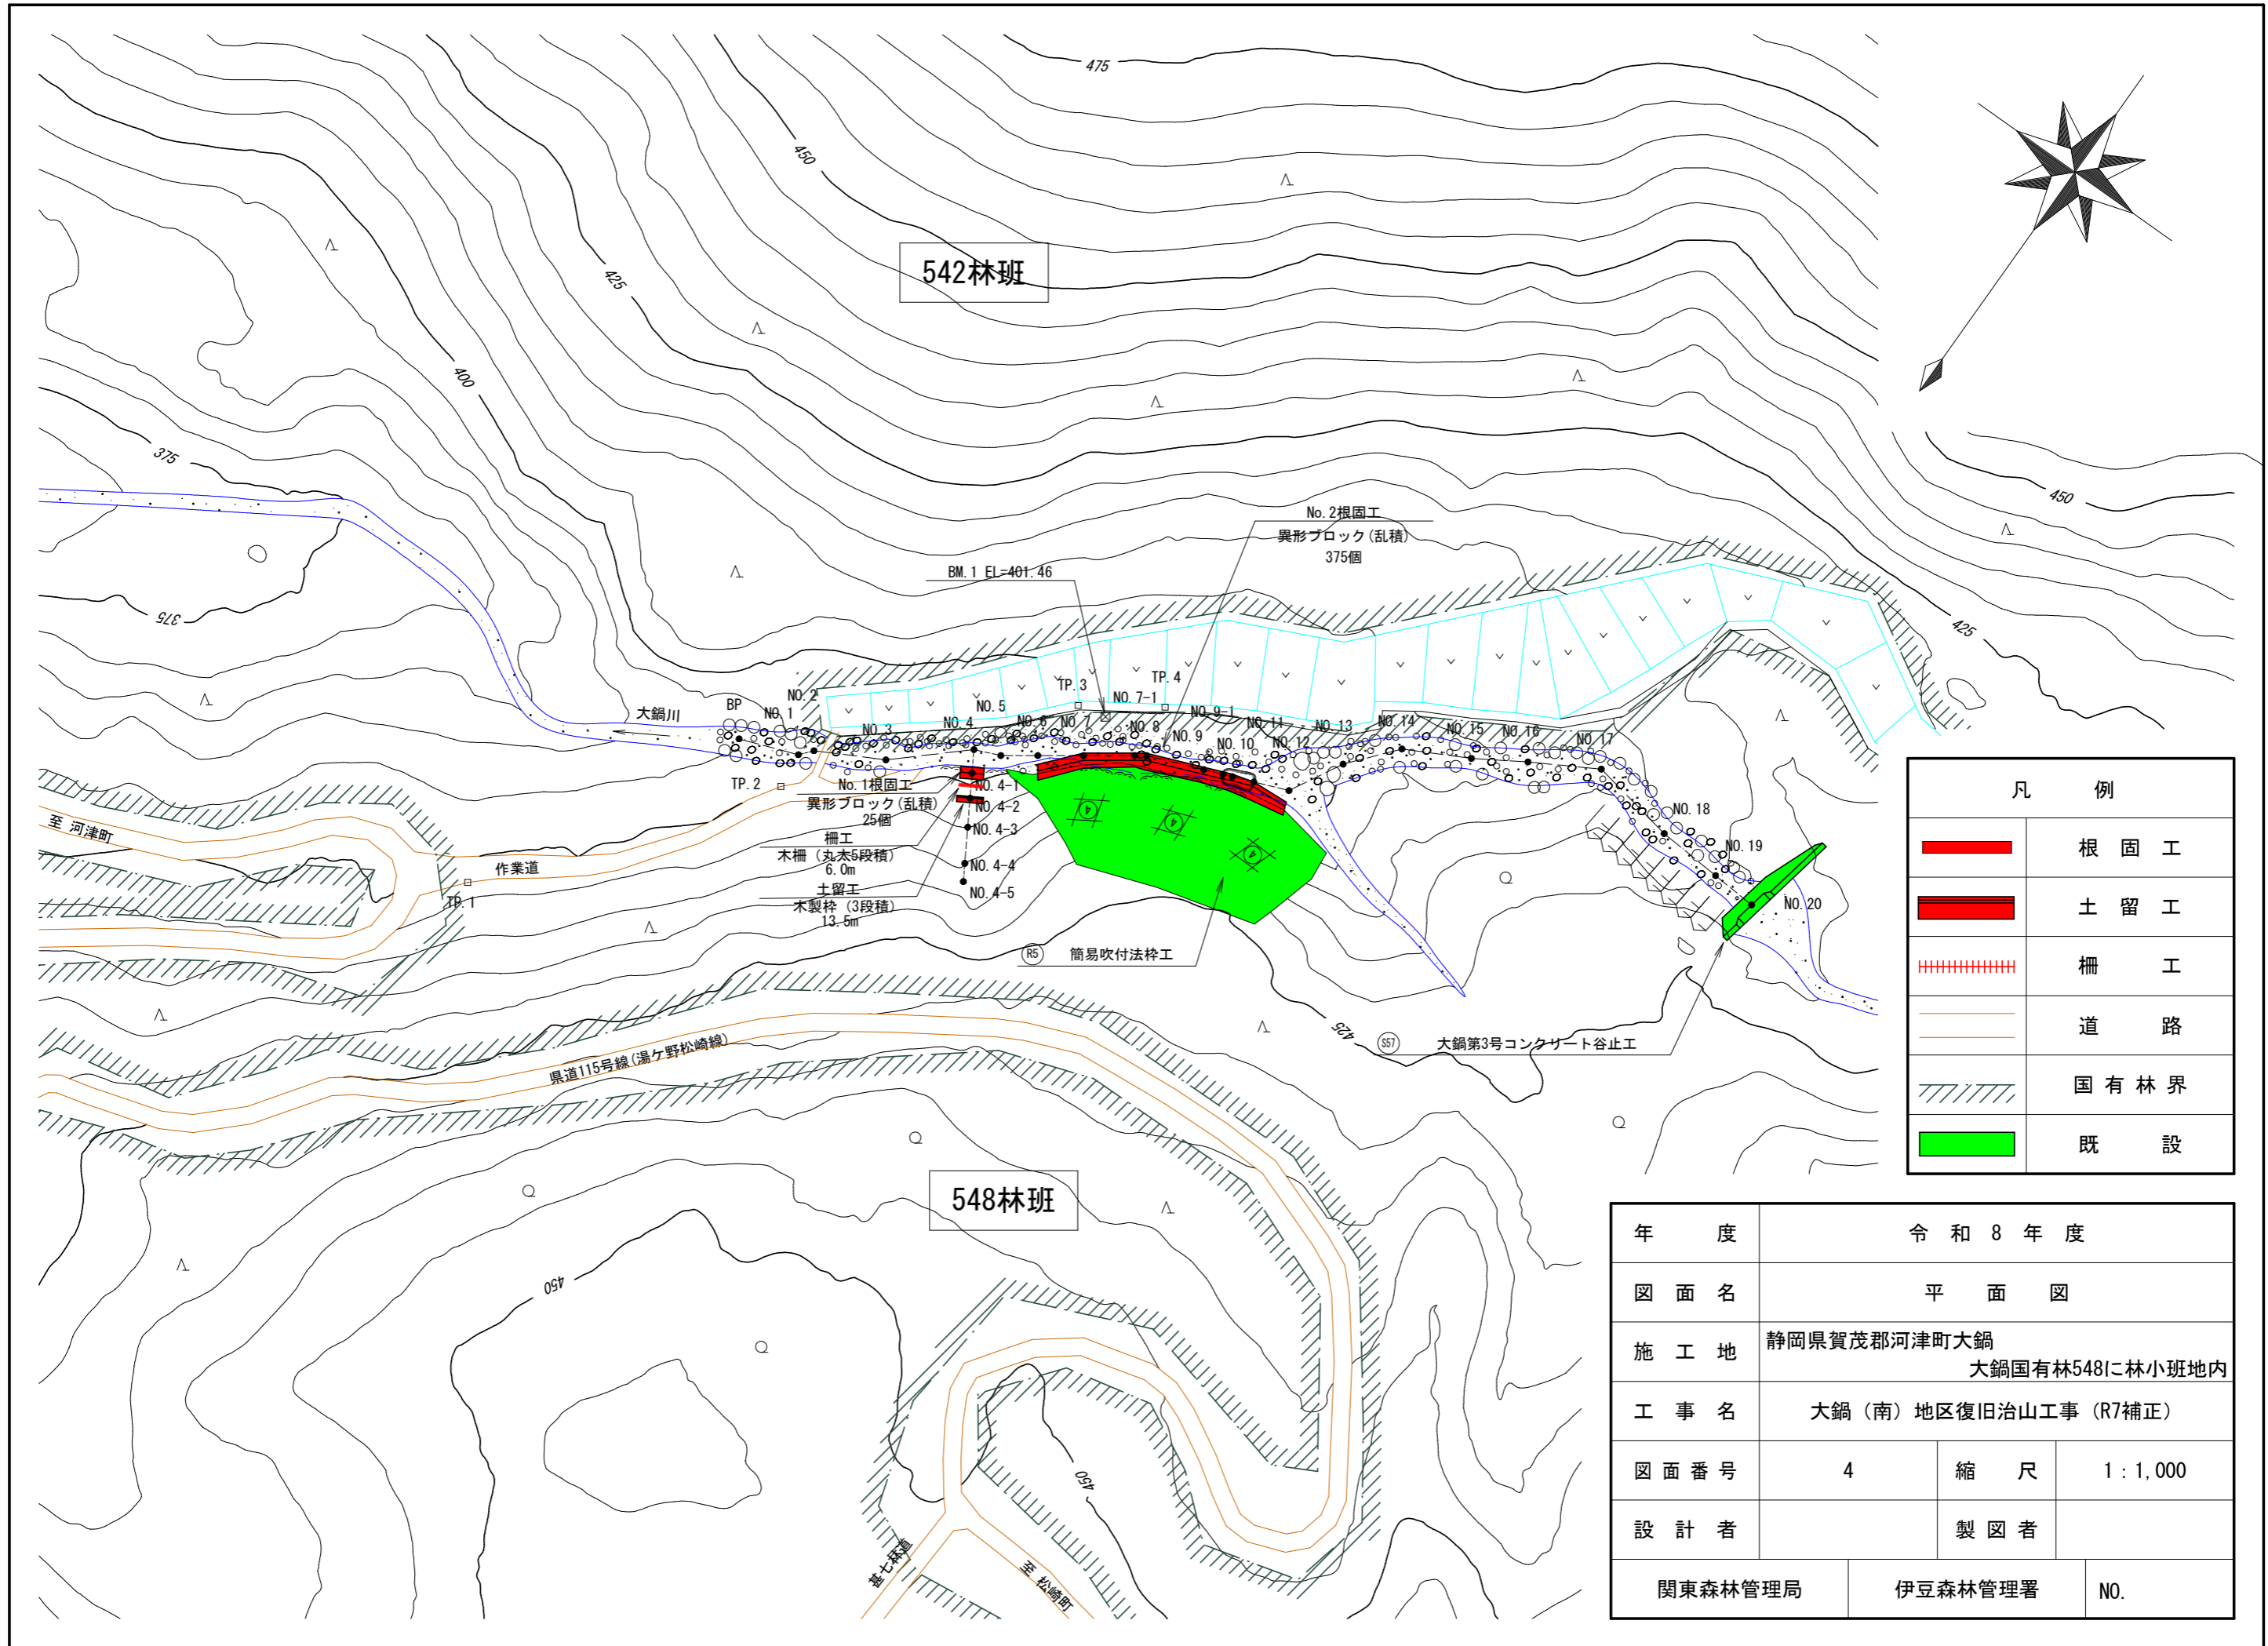 475
450
425
400
375
375
542林班
450
425
No.2根固工
異形ブロック(乱積)
375個
BM.1 EL=401.46
大鍋川
BP
NO.1
NO.2
NO.3
NO.4
NO.5
NO.6
NO.7
TP.3
TP.4
NO.7-1
NO.8
NO.9
NO.9-1
NO.10
NO.11
NO.12
NO.13
NO.14
NO.15
NO.16
NO.17
NO.18
NO.19
NO.20
TP.2
No.1根固工
異形ブロック(乱積)
25個
NO.4-1
NO.4-2
NO.4-3
NO.4-4
NO.4-5
柵工
木柵（丸太5段積）
6.0m
土留工
木製枠（3段積）
13.5m
4
4
4
至 河津町
作業道
TP.1
R5 簡易吹付法枠工
425
S57 大鍋第3号コンクリート谷止工
県道115号線(湯ケ野松崎線)
548林班
450
450
甚七林道
至 松崎町
凡 例
根固工
土留工
柵工
道路
国有林界
既設
年度 令和8年度
図面名 平面図
施工地 静岡県賀茂郡河津町大鍋
大鍋国有林548に林小班地内
工事名 大鍋（南）地区復旧治山工事（R7補正）
図面番号 4 縮尺 1：1,000
設計者 製図者
関東森林管理局 伊豆森林管理署 NO.